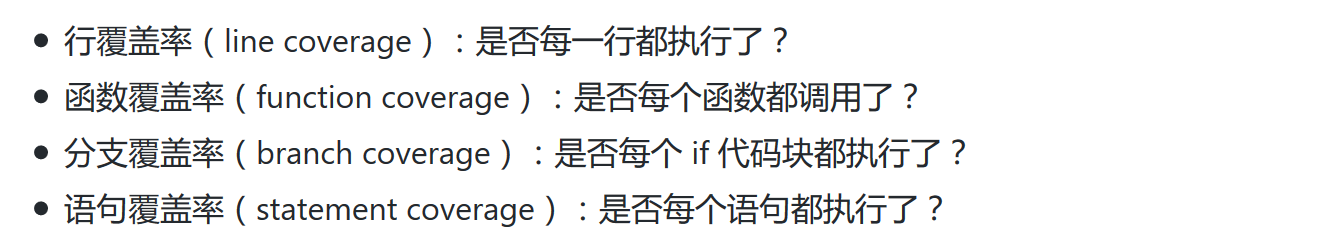 • 行覆盖率（line coverage）：是否每一行都执行了？
• 函数覆盖率（function coverage）：是否每个函数都调用了？
• 分支覆盖率（branch coverage）：是否每个 if 代码块都执行了？
• 语句覆盖率（statement coverage）：是否每个语句都执行了？